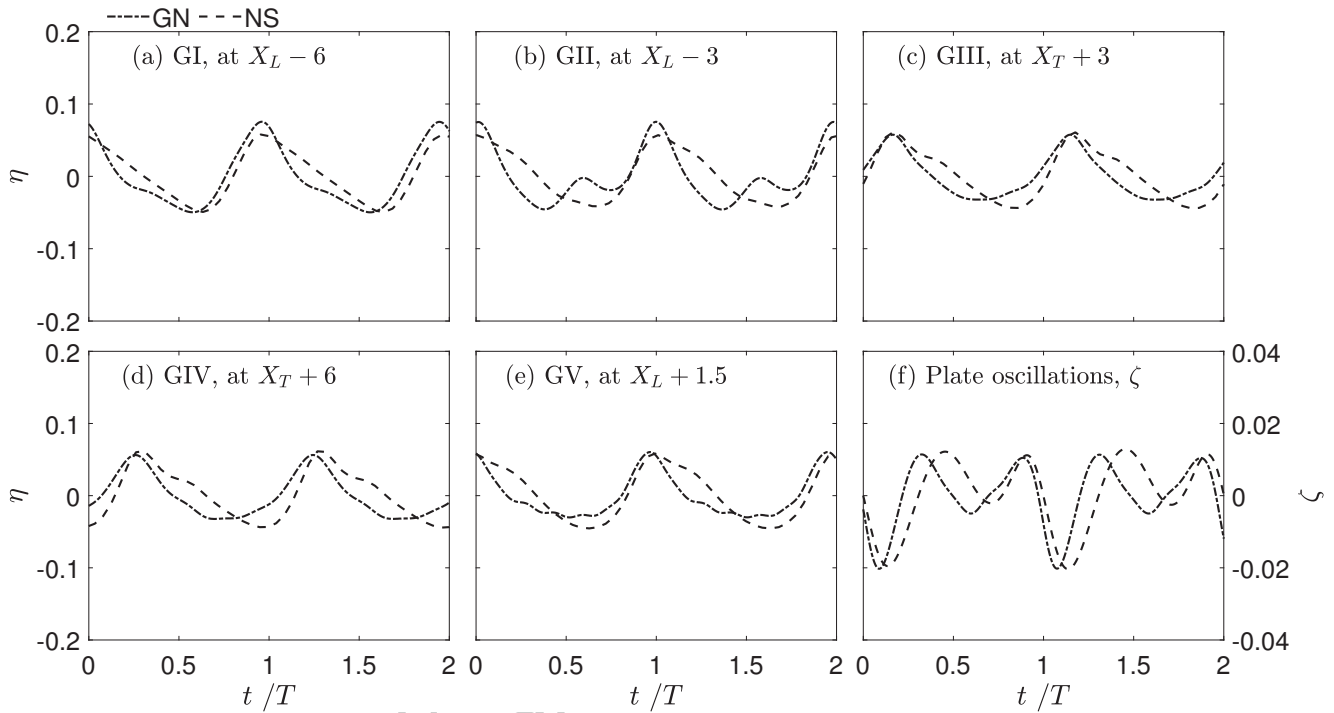 GN NS
0.2
0.1
0
-0.1
-0.2
η
(a) GI, at X_L − 6
(b) GII, at X_L − 3
(c) GIII, at X_T + 3
0.2
0.1
0
-0.1
-0.2
η
(d) GIV, at X_T + 6
(e) GV, at X_L + 1.5
(f) Plate oscillations, ζ
0.04
0.02
0
-0.02
-0.04
ζ
0 0.5 1 1.5 2
0 0.5 1 1.5 2
0 0.5 1 1.5 2
t /T
t /T
t /T